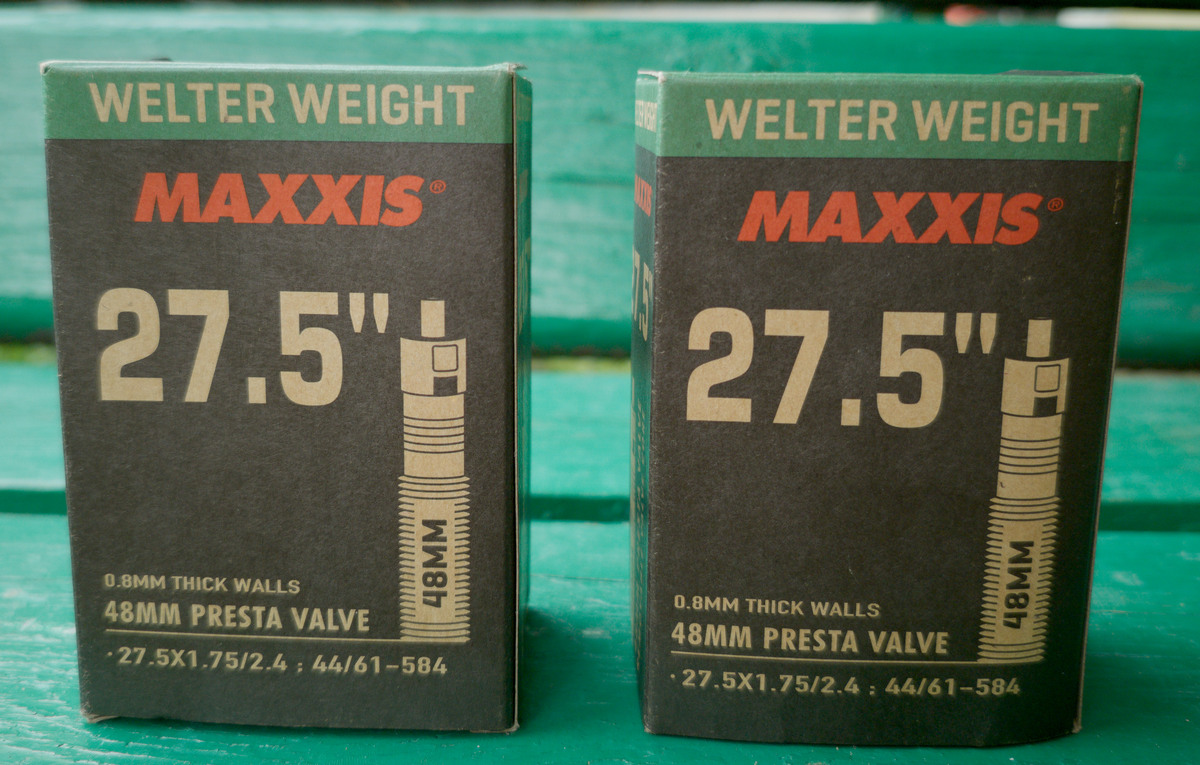 WELTER WEIGHT
MAXXIS®
27.5"
48MM
0.8MM THICK WALLS
48MM PRESTA VALVE
·27.5X1.75/2.4 ; 44/61-584
WELTER WEIGHT
MAXXIS®
27.5"
48MM
0.8MM THICK WALLS
48MM PRESTA VALVE
·27.5X1.75/2.4 ; 44/61-584